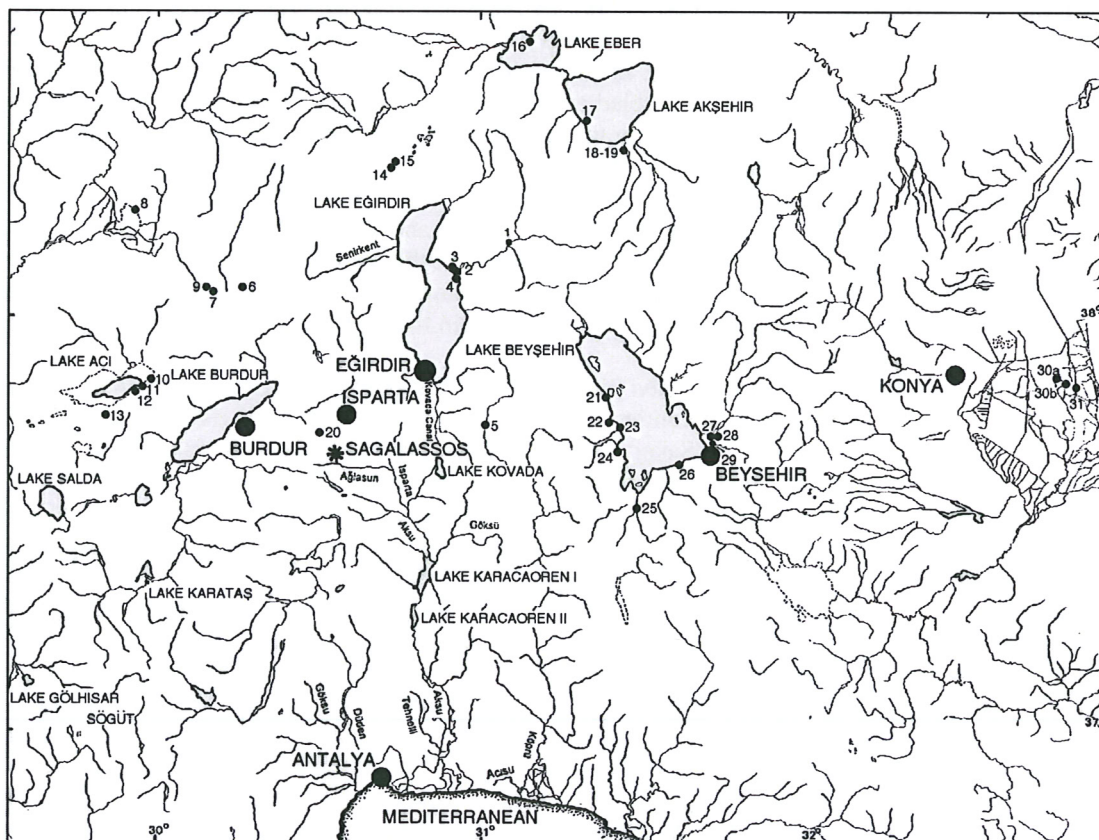 16
LAKE EBER
LAKE AKŞEHIR
17
18-19
15
14
8
LAKE EĞIRDIR
1
Senirkent
3
2
4
9
7
6
38°
LAKE ACI
10
11
12
13
LAKE BURDUR
LAKE BEYŞEHIR
EĞIRDIR
ISPARTA
Kovaca Canal
KONYA
30a
30b
31
21
22
23
5
20
BURDUR
SAGALASSOS
27
28
29
24
26
BEYSEHIR
LAKE KOVADA
LAKE SALDA
Ağlasun
Isparta
25
Aksu
Göksü
LAKE KARATAŞ
LAKE KARACAOREN I
LAKE KARACAOREN II
LAKE GÖLHISAR
SÖGÜT
Göksu
Düden
Tehnelli
Aksu
Köprü
37
ANTALYA
Acısu
MEDITERRANEAN
30°
31°
32°